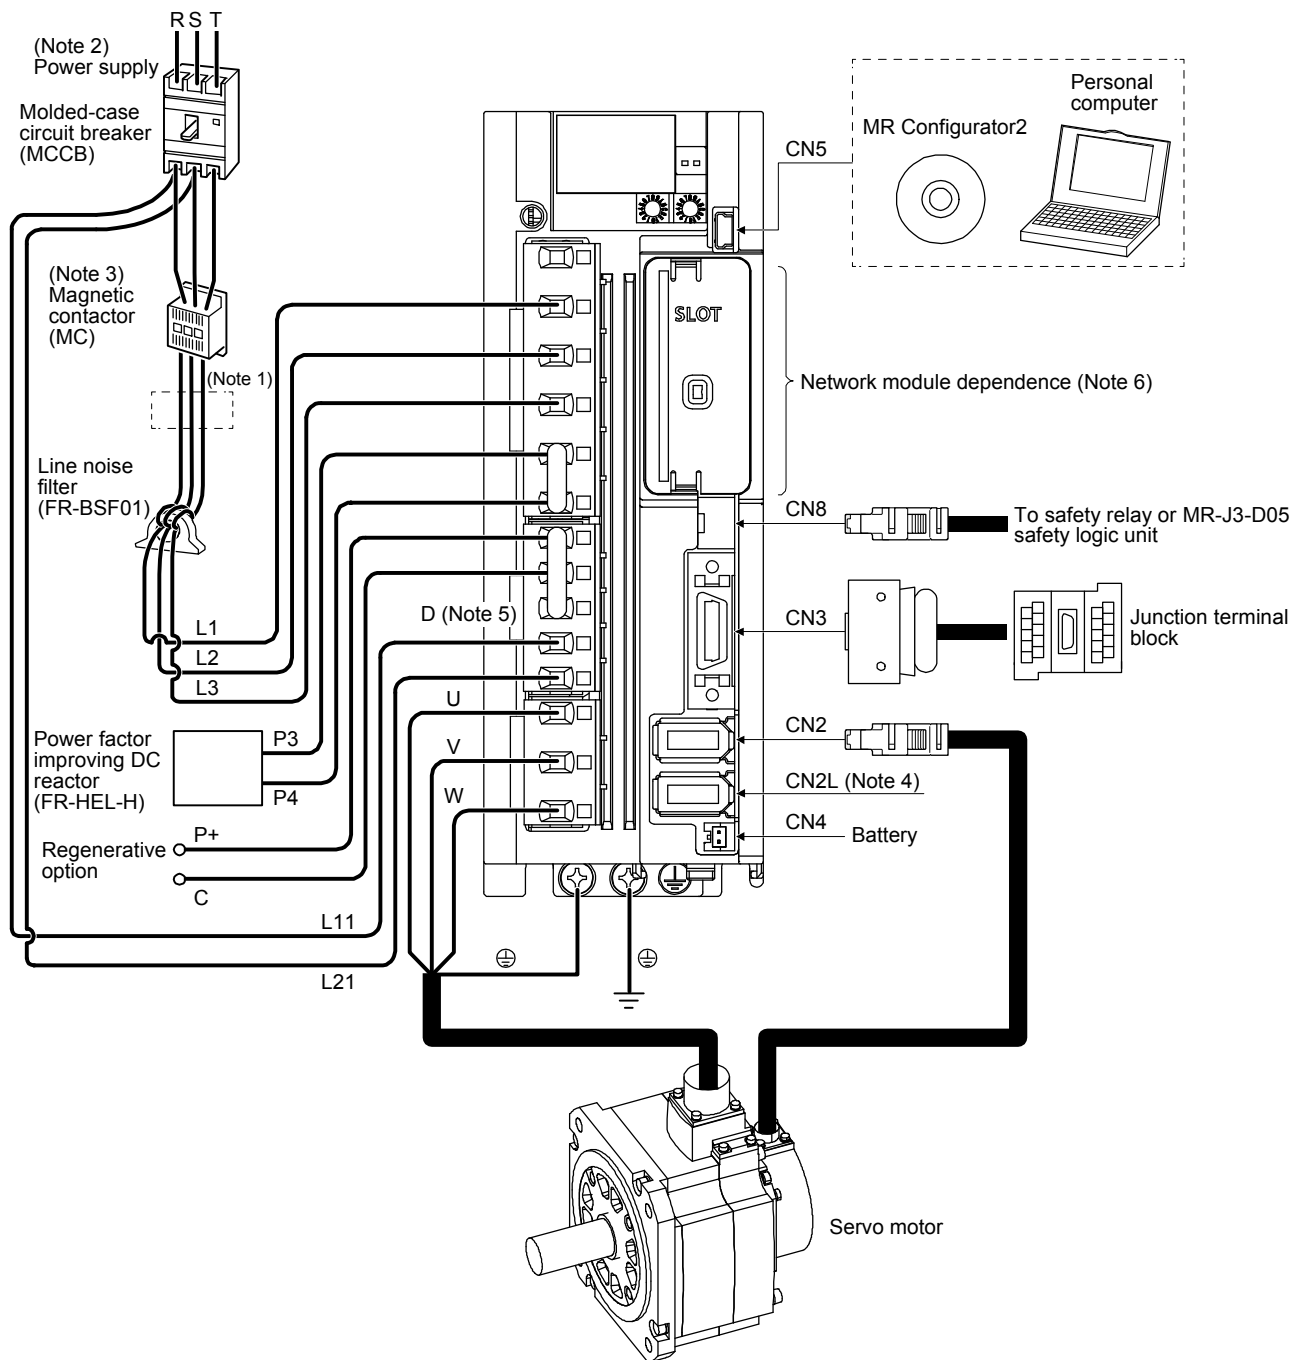 R S T
(Note 2)
Power supply
Molded-case
circuit breaker
(MCCB)
(Note 3)
Magnetic
contactor
(MC)
(Note 1)
Line noise
filter
(FR-BSF01)
L1
L2
L3
Power factor
improving DC
reactor
(FR-HEL-H)
P3
P4
Regenerative
option
P+
C
L11
L21
D (Note 5)
U
V
W
SLOT
CN5
MR Configurator2
Personal
computer
Network module dependence (Note 6)
CN8
To safety relay or MR-J3-D05
safety logic unit
CN3
Junction terminal
block
CN2
CN2L (Note 4)
CN4
Battery
Servo motor